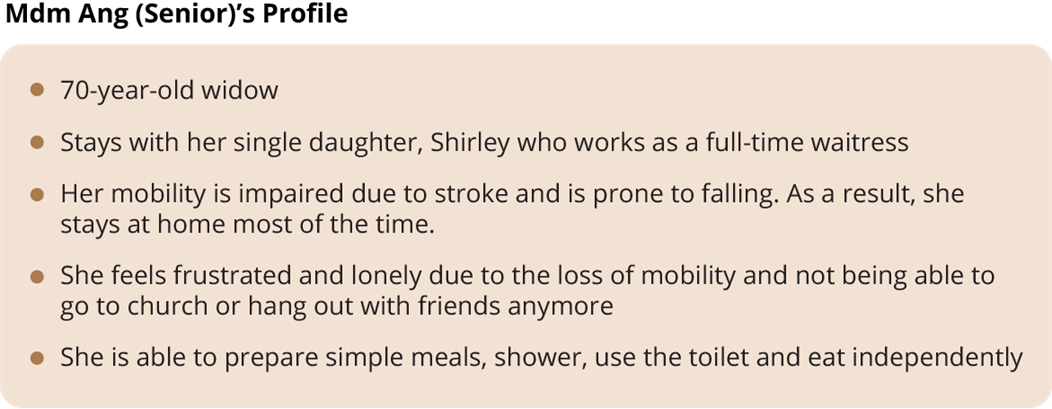 Mdm Ang (Senior)’s Profile
● 70-year-old widow
● Stays with her single daughter, Shirley who works as a full-time waitress
● Her mobility is impaired due to stroke and is prone to falling. As a result, she
stays at home most of the time.
● She feels frustrated and lonely due to the loss of mobility and not being able to
go to church or hang out with friends anymore
● She is able to prepare simple meals, shower, use the toilet and eat independently